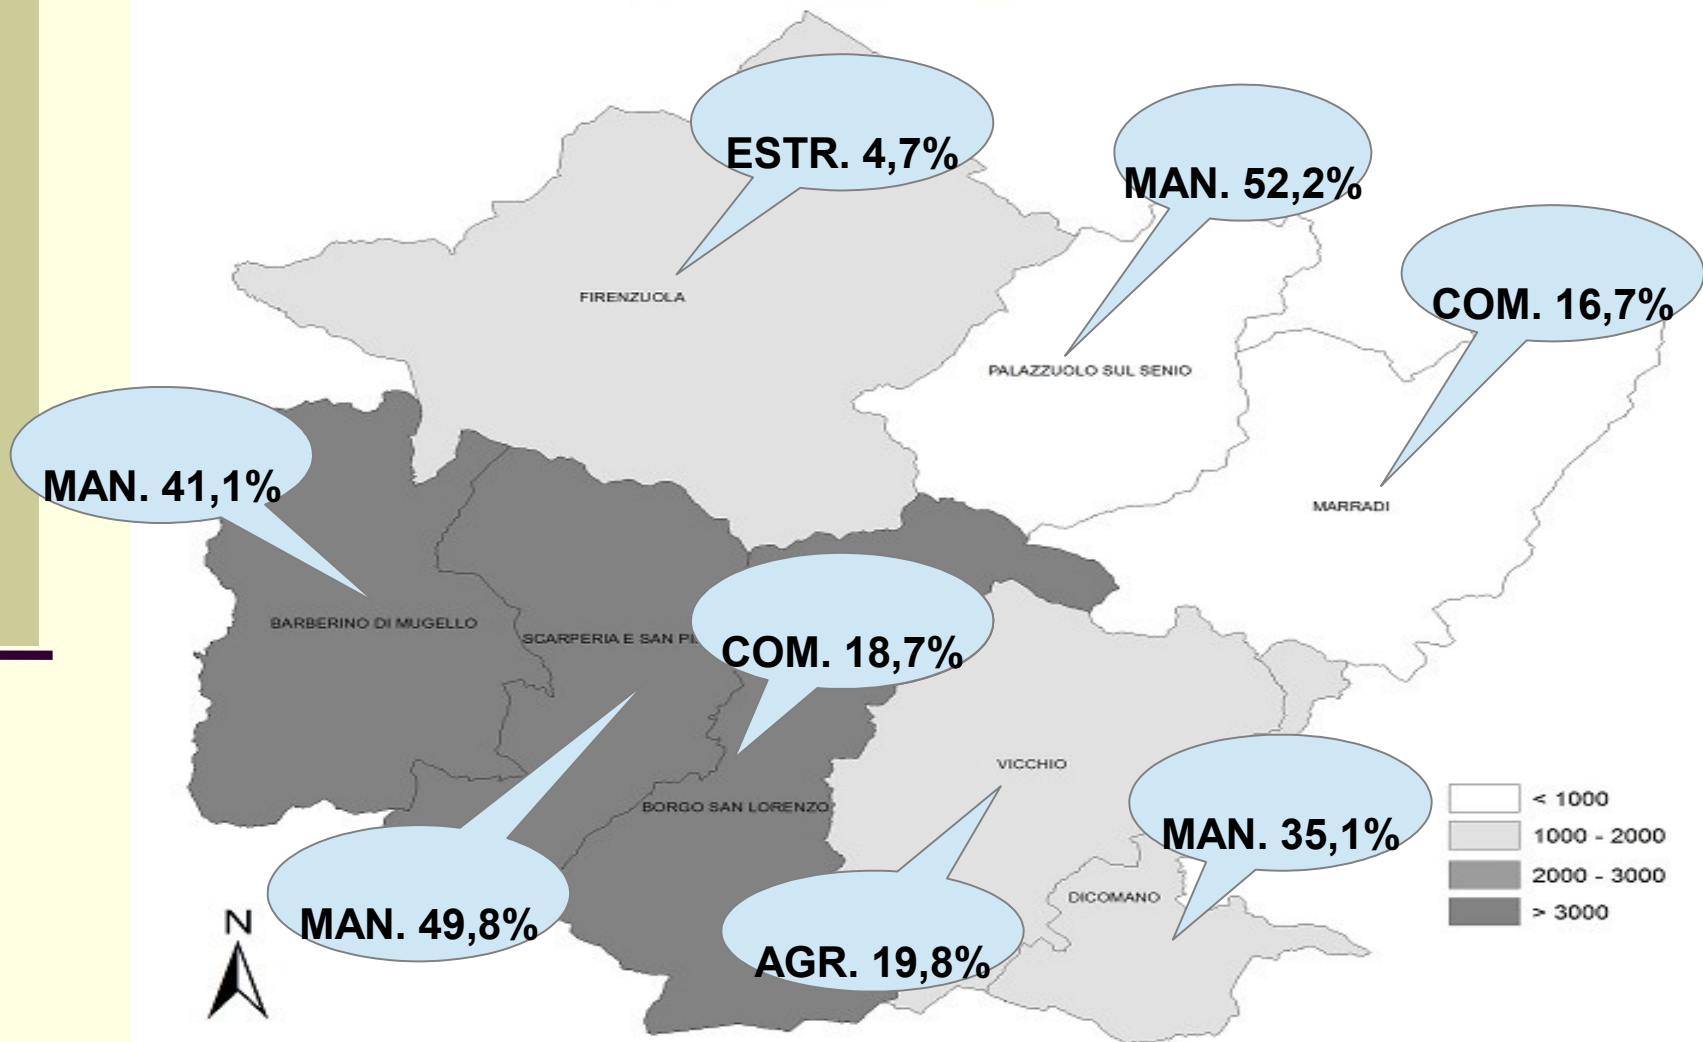 ESTR. 4,7%
MAN. 52,2%
COM. 16,7%
FIRENZUOLA
PALAZZUOLO SUL SENIO
MAN. 41,1%
MARRADI
BARBERINO DI MUGELLO
SCARPERIA E SAN PI
COM. 18,7%
VICCHIO
BORGO SAN LORENZO
MAN. 35,1%
< 1000
1000 - 2000
2000 - 3000
> 3000
DICOMANO
N
MAN. 49,8%
AGR. 19,8%